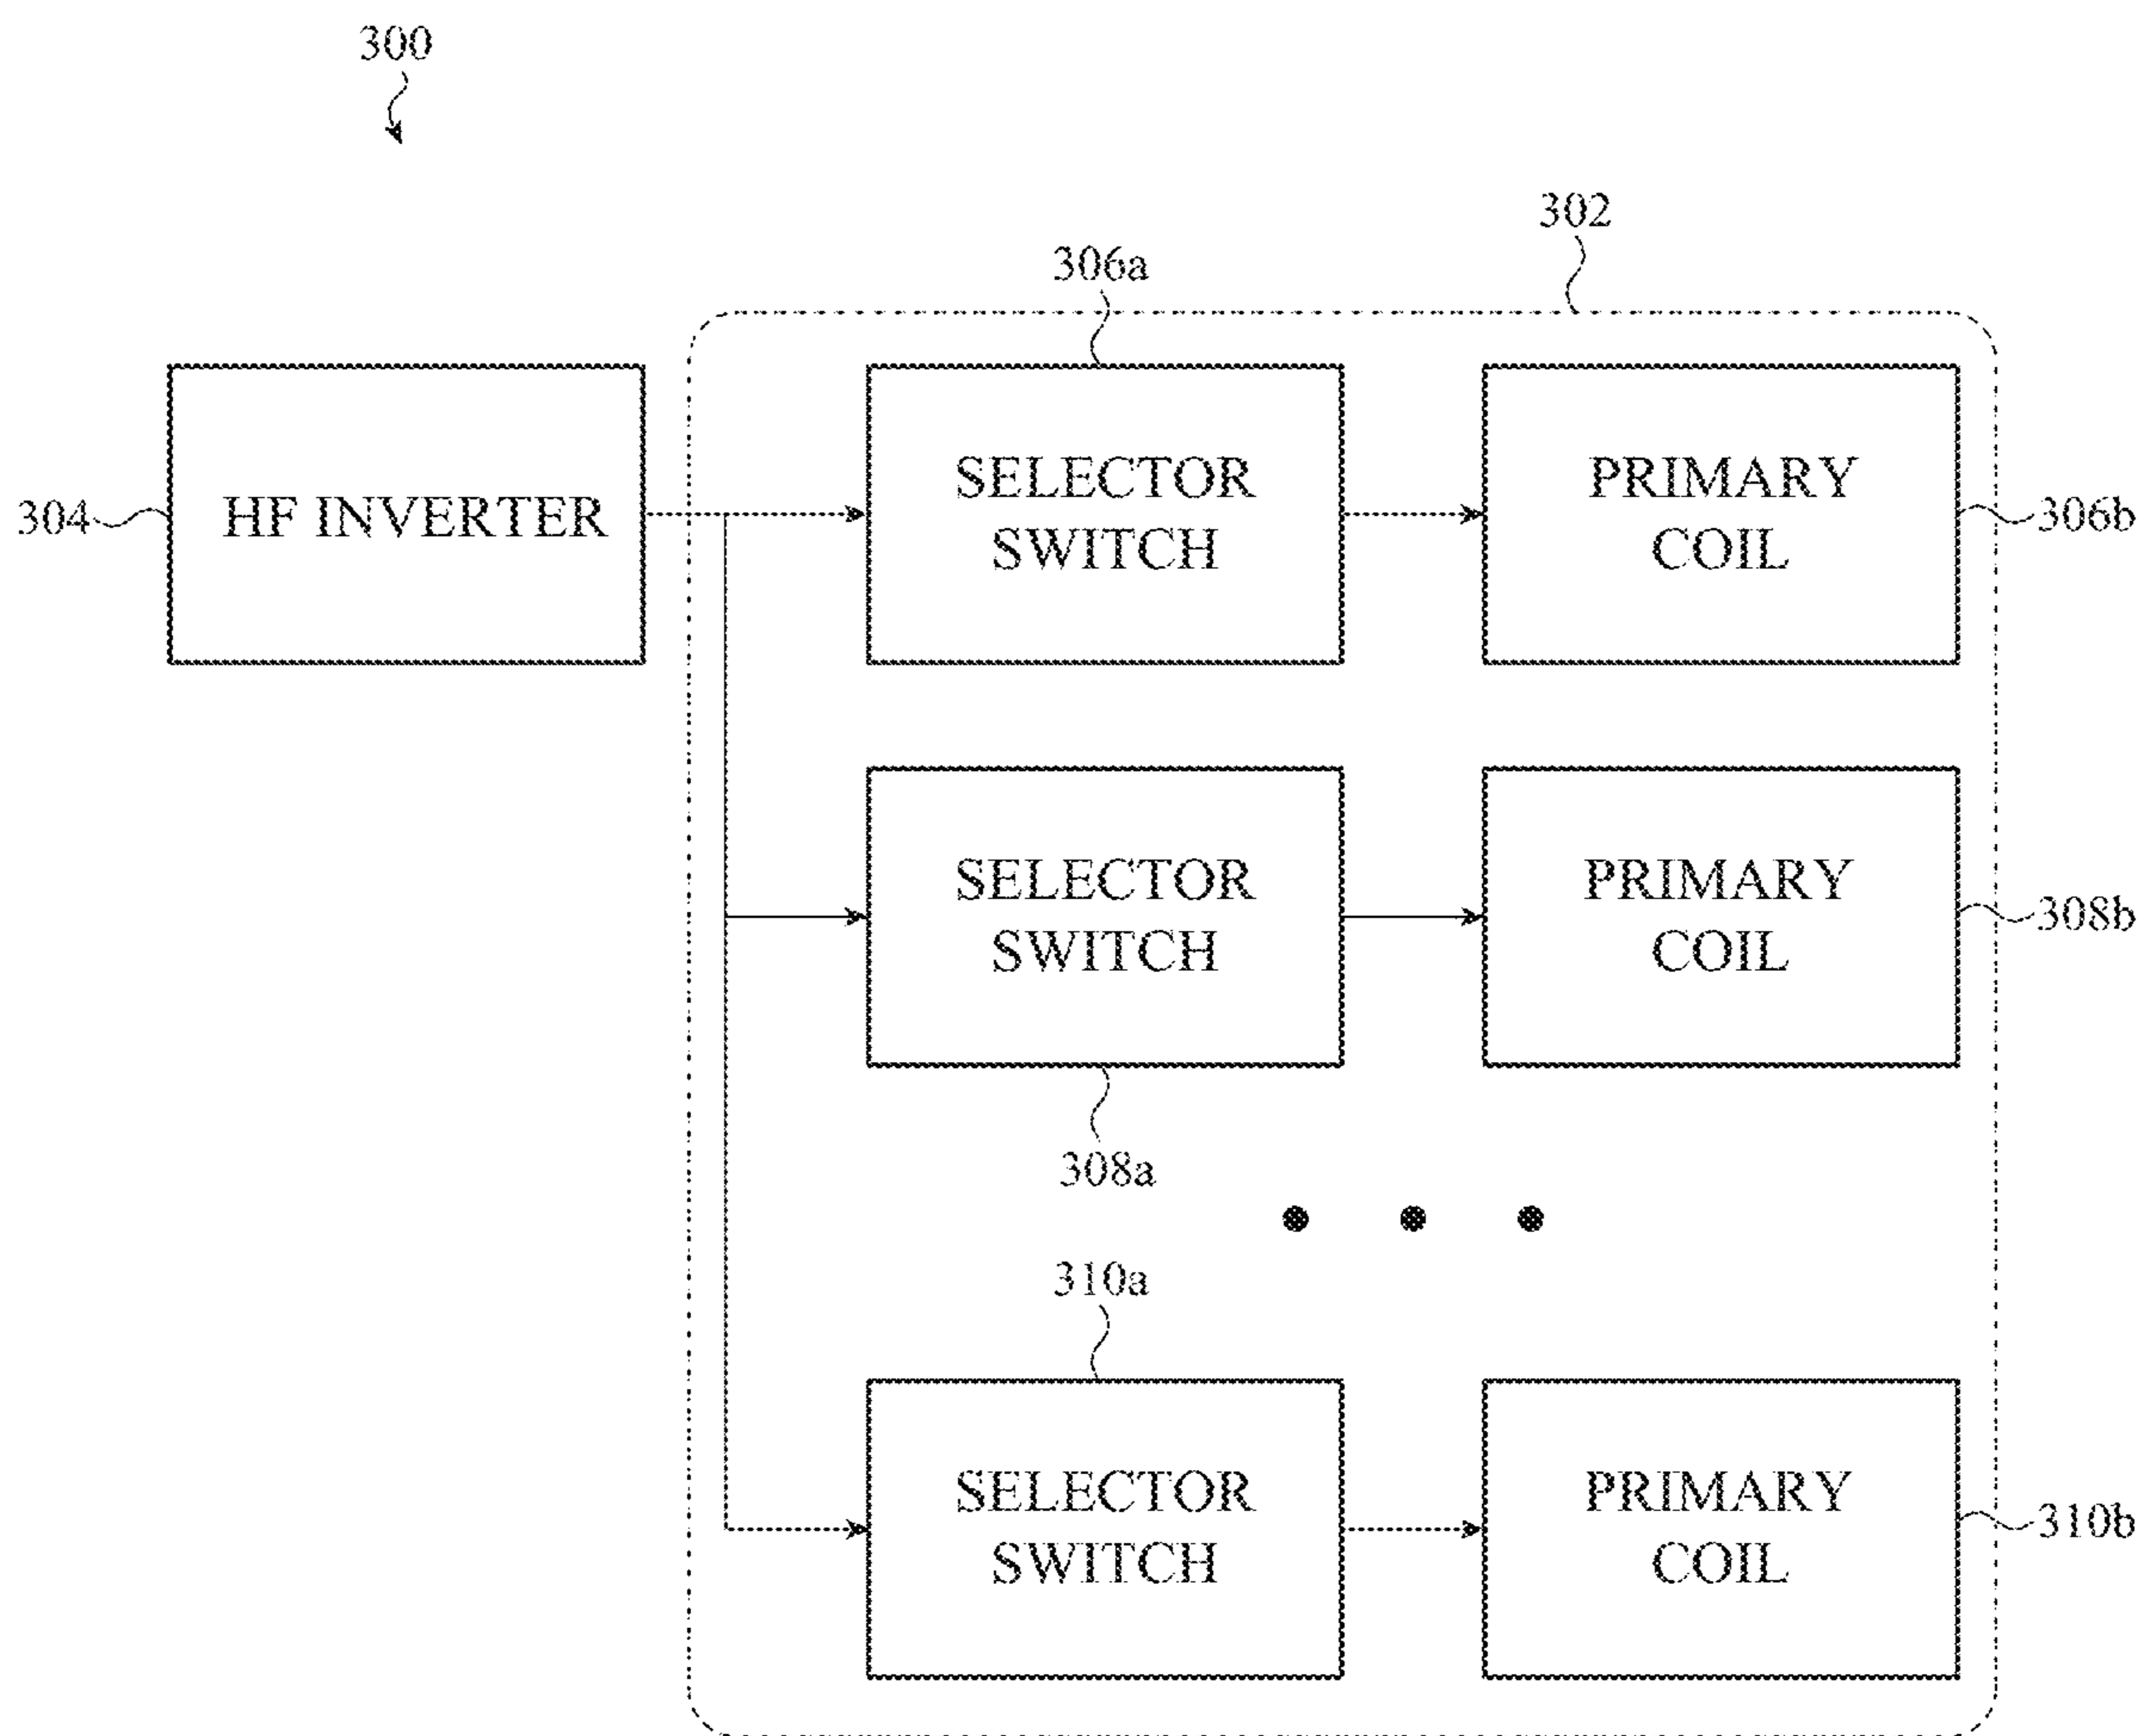 300
302
306a
304
HF INVERTER
SELECTOR
SWITCH
PRIMARY
COIL
306b
SELECTOR
SWITCH
PRIMARY
COIL
308b
308a
310a
SELECTOR
SWITCH
PRIMARY
COIL
310b